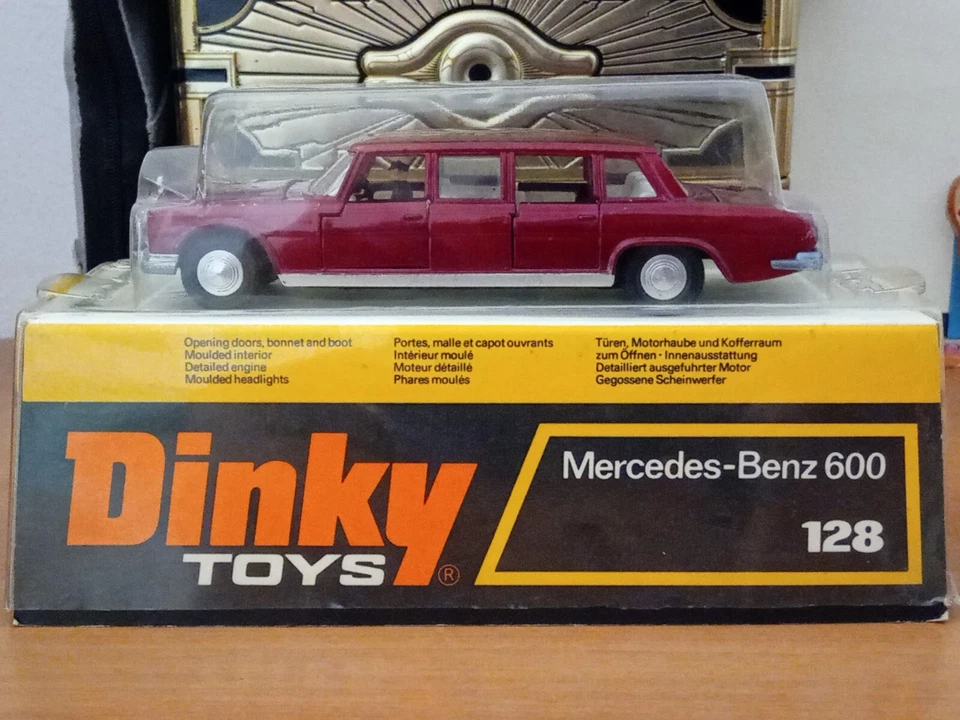 Opening doors, bonnet and boot
Moulded interior
Detailed engine
Moulded headlights
Portes, malle et capot ouvrants
Intérieur moulé
Moteur détaillé
Phares moulés
Türen, Motorhaube und Kofferraum
zum Öffnen · Innenausstattung
Detailliert ausgefuhrter Motor
Gegossene Scheinwerfer
Dinky
TOYS ®
Mercedes-Benz 600
128